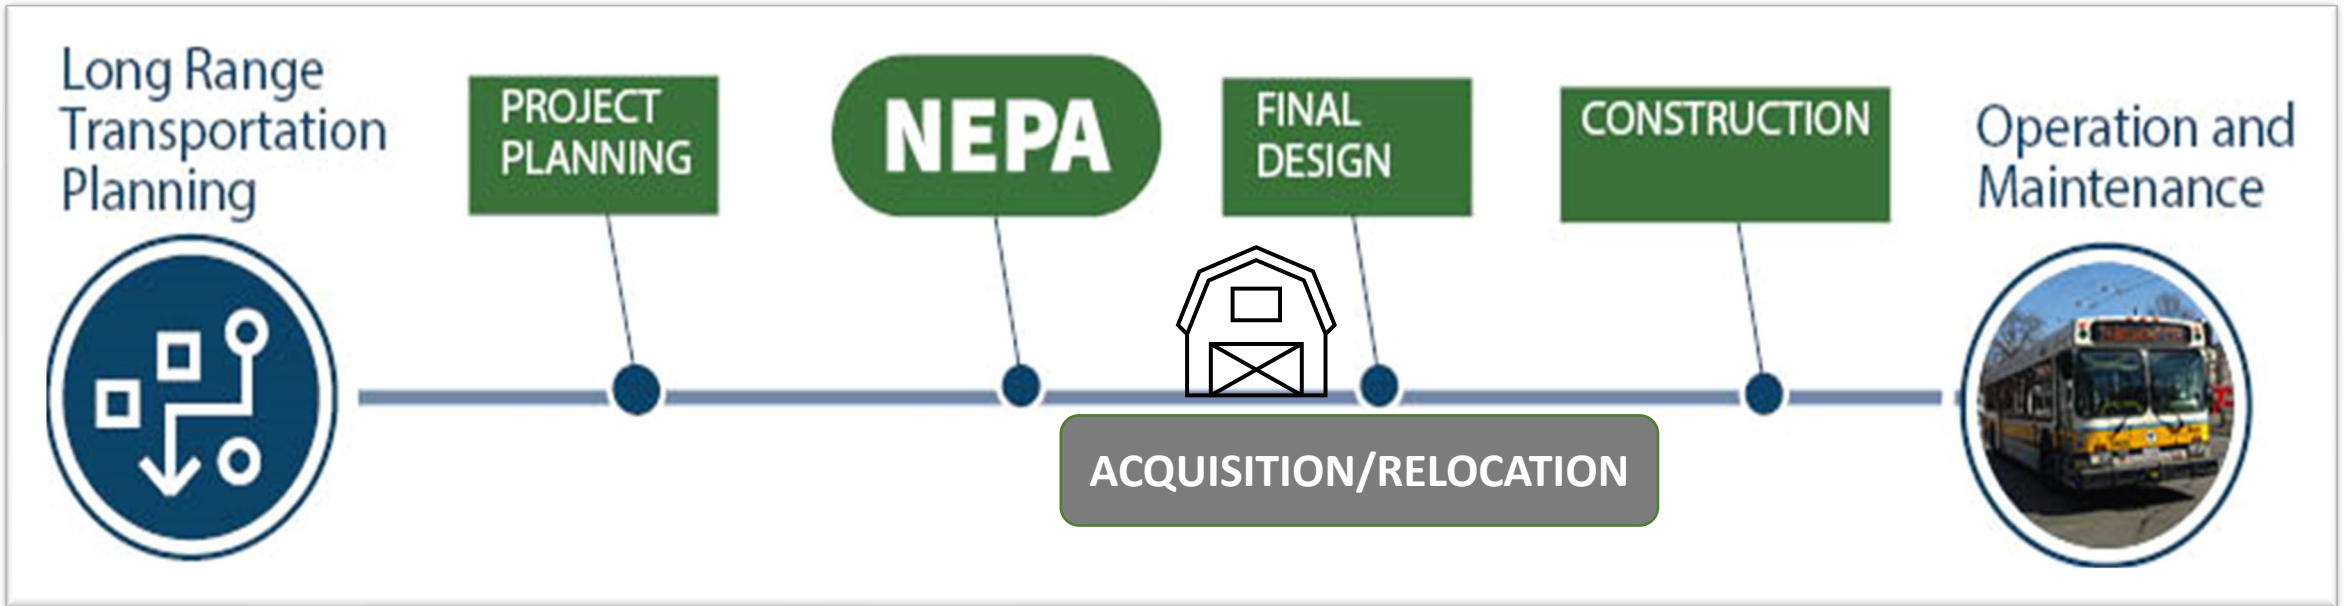 Long Range
Transportation
Planning
PROJECT
PLANNING
NEPA
FINAL
DESIGN
CONSTRUCTION
Operation and
Maintenance
ACQUISITION/RELOCATION